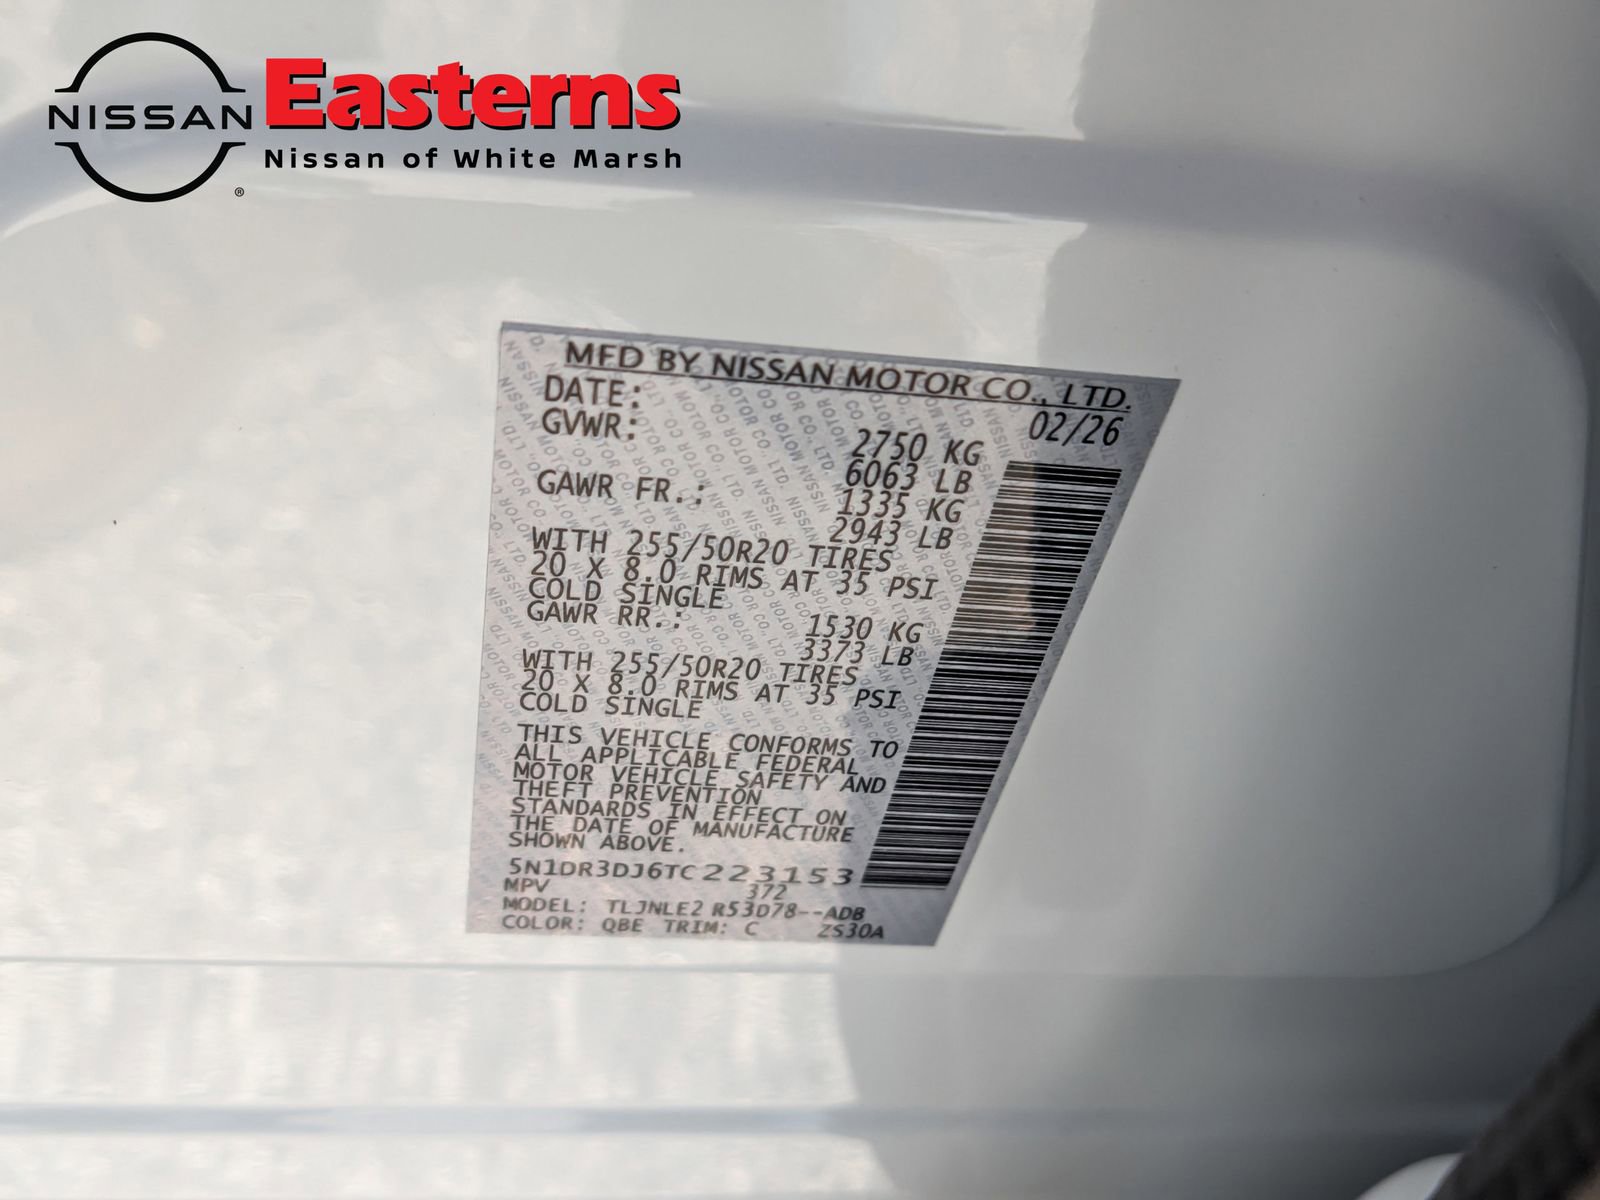 NISSAN
®
Easterns
Nissan of White Marsh
MFD BY NISSAN MOTOR CO., LTD.
DATE: 02/26
GVWR: 2750 KG
6063 LB
GAWR FR.: 1335 KG
2943 LB
WITH 255/50R20 TIRES
20 X 8.0 RIMS AT 35 PSI
COLD SINGLE
GAWR RR.: 1530 KG
3373 LB
WITH 255/50R20 TIRES
20 X 8.0 RIMS AT 35 PSI
COLD SINGLE
THIS VEHICLE CONFORMS TO
ALL APPLICABLE FEDERAL
MOTOR VEHICLE SAFETY AND
THEFT PREVENTION
STANDARDS IN EFFECT ON
THE DATE OF MANUFACTURE
SHOWN ABOVE.
5N1DR3DJ6TC223153
MPV 372
MODEL: TLJNLE2 R53D78--ADB
COLOR: QBE TRIM: C ZS30A